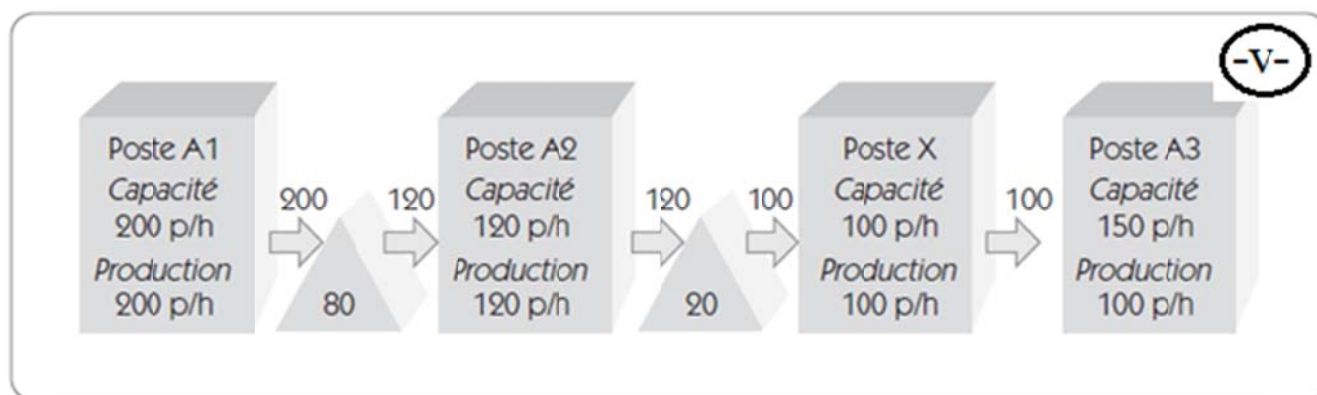 -V-
Poste A1
Capacité
200 p/h
Production
200 p/h
200
80
120
Poste A2
Capacité
120 p/h
Production
120 p/h
120
20
100
Poste X
Capacité
100 p/h
Production
100 p/h
100
Poste A3
Capacité
150 p/h
Production
100 p/h